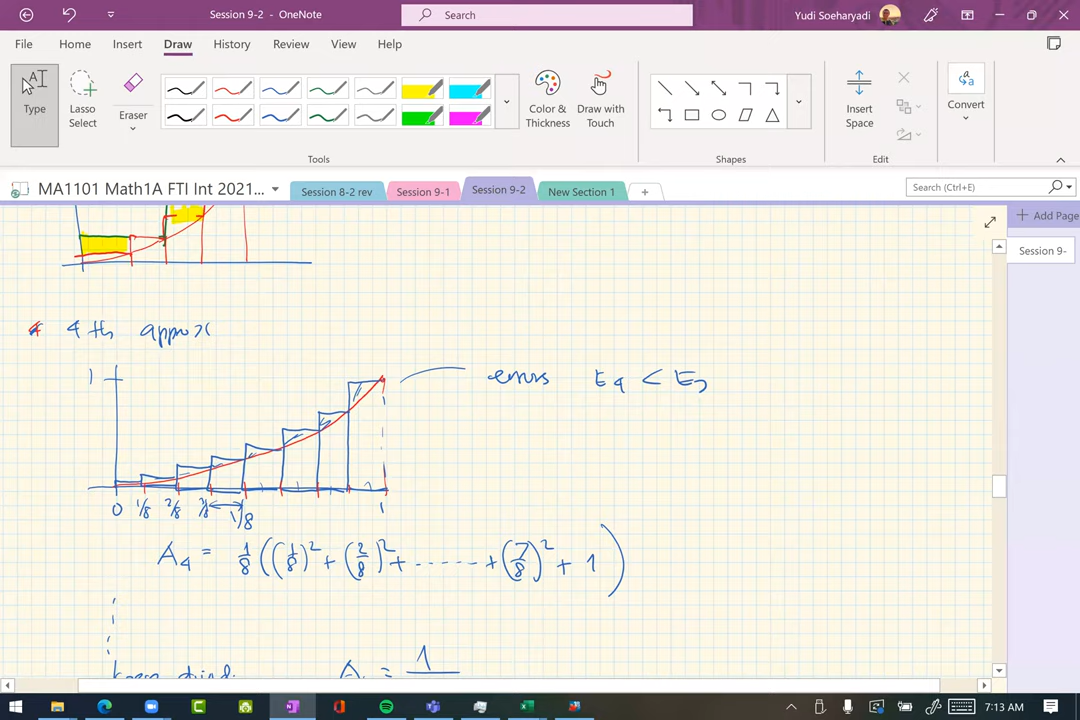 Session 9-2 - OneNote
Search
Yudi Soeharyadi
File Home Insert Draw History Review View Help
Type
Lasso Select
Eraser
Color & Thickness
Draw with Touch
Insert Space
Convert
Tools
Shapes
Edit
MA1101 Math1A FTI Int 2021...
Session 8-2 rev
Session 9-1
Session 9-2
New Section 1
Search (Ctrl+E)
Add Page
Session 9-
4th approx
1
errors E₄ < E₃
0 1/8 2/8 3/8 1/8 1
A₄ = 1/8 ((1/8)² + (2/8)² + ...... + (7/8)² + 1)
A = 1
7:13 AM